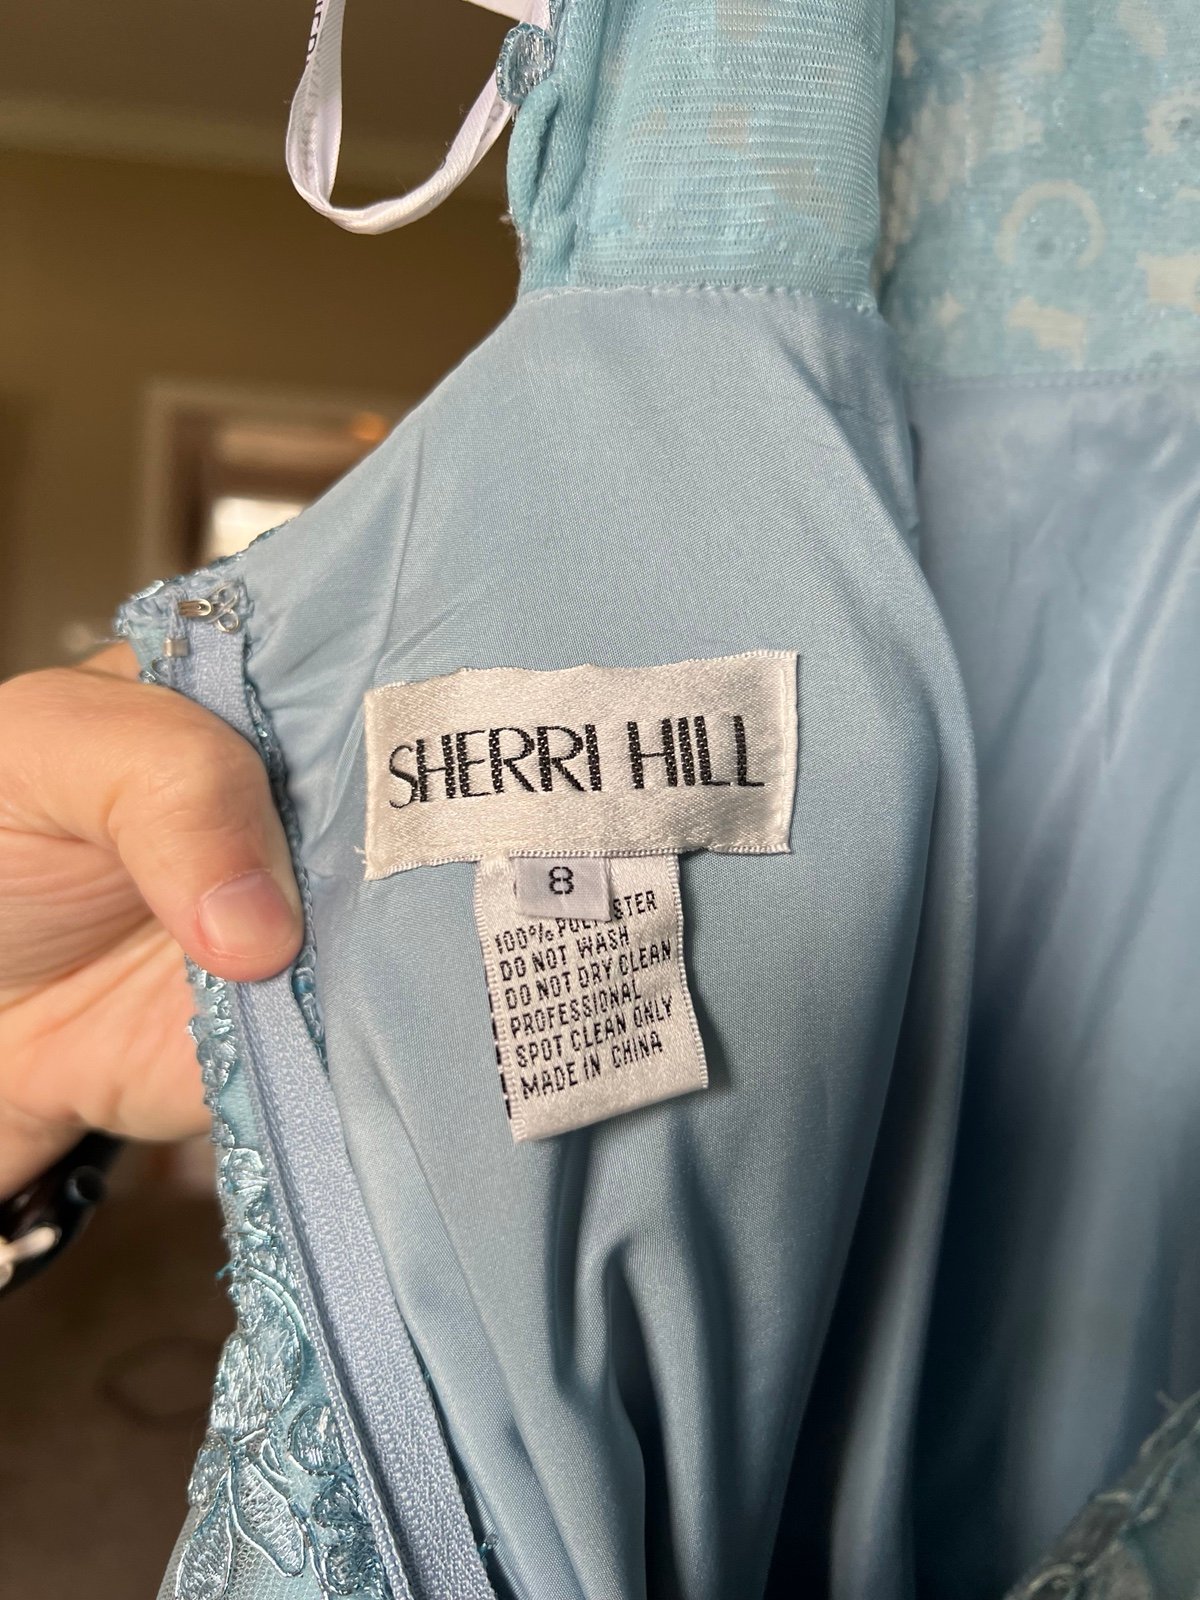 SHERRI HILL
8
100% POLYESTER
DO NOT WASH
DO NOT DRY CLEAN
PROFESSIONAL
SPOT CLEAN ONLY
MADE IN CHINA